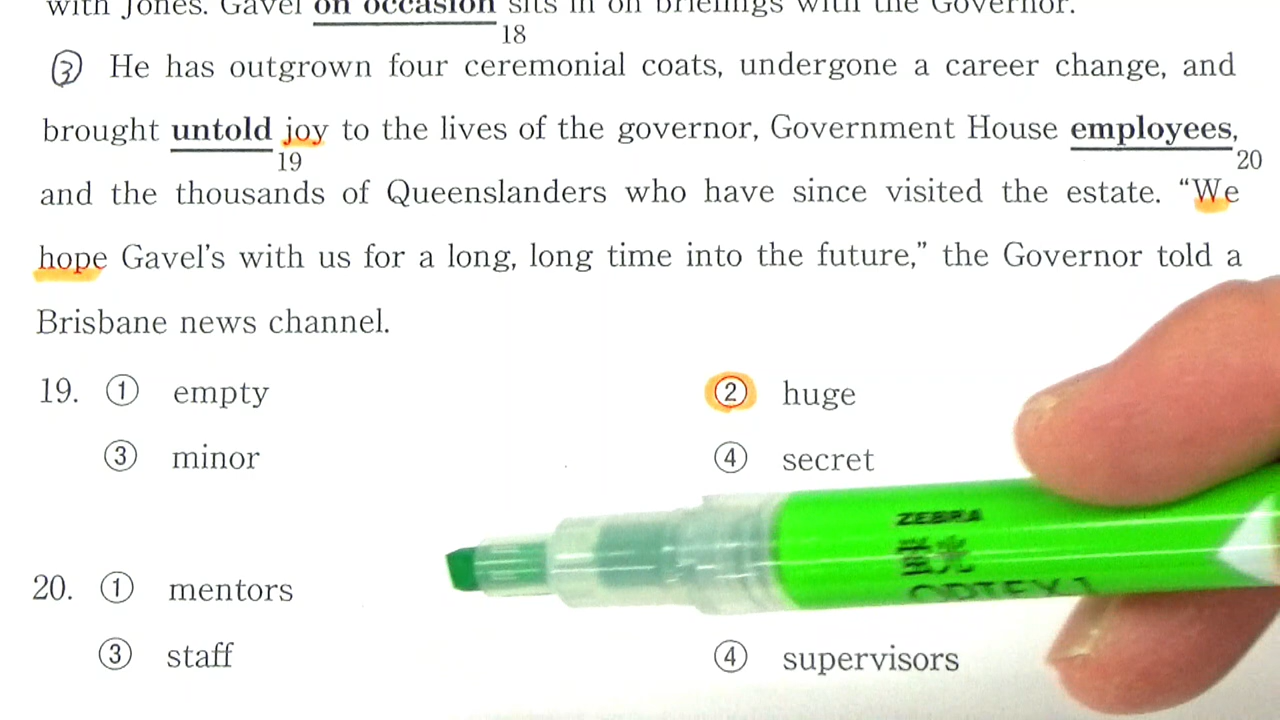 with Jones. Gavel on occasion sits in on briefings with the Governor.
18
③ He has outgrown four ceremonial coats, undergone a career change, and
brought untold joy to the lives of the governor, Government House employees,
19
20
and the thousands of Queenslanders who have since visited the estate. “We
hope Gavel’s with us for a long, long time into the future,” the Governor told a
Brisbane news channel.
19. ① empty ② huge
③ minor ④ secret
ZEBRA
蛍光
OPTEX 1
20. ① mentors
③ staff ④ supervisors